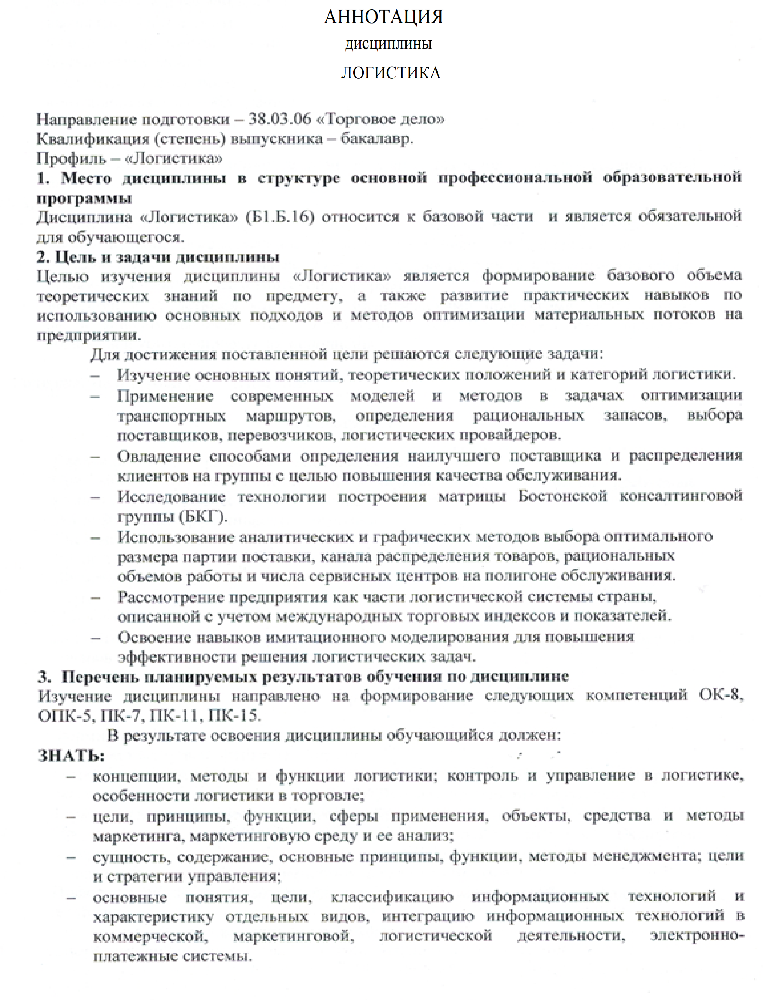 АННОТАЦИЯ
дисциплины
ЛОГИСТИКА
Направление подготовки – 38.03.06 «Торговое дело»
Квалификация (степень) выпускника – бакалавр.
Профиль – «Логистика»
1. Место дисциплины в структуре основной профессиональной образовательной
программы
Дисциплина «Логистика» (Б1.Б.16) относится к базовой части и является обязательной
для обучающегося.
2. Цель и задачи дисциплины
Целью изучения дисциплины «Логистика» является формирование базового объема
теоретических знаний по предмету, а также развитие практических навыков по
использованию основных подходов и методов оптимизации материальных потоков на
предприятии.
Для достижения поставленной цели решаются следующие задачи:
– Изучение основных понятий, теоретических положений и категорий логистики.
– Применение современных моделей и методов в задачах оптимизации
транспортных маршрутов, определения рациональных запасов, выбора
поставщиков, перевозчиков, логистических провайдеров.
– Овладение способами определения наилучшего поставщика и распределения
клиентов на группы с целью повышения качества обслуживания.
– Исследование технологии построения матрицы Бостонской консалтинговой
группы (БКГ).
– Использование аналитических и графических методов выбора оптимального
размера партии поставки, канала распределения товаров, рациональных
объемов работы и числа сервисных центров на полигоне обслуживания.
– Рассмотрение предприятия как части логистической системы страны,
описанной с учетом международных торговых индексов и показателей.
– Освоение навыков имитационного моделирования для повышения
эффективности решения логистических задач.
3. Перечень планируемых результатов обучения по дисциплине
Изучение дисциплины направлено на формирование следующих компетенций ОК-8,
ОПК-5, ПК-7, ПК-11, ПК-15.
В результате освоения дисциплины обучающийся должен:
ЗНАТЬ:
– концепции, методы и функции логистики; контроль и управление в логистике,
особенности логистики в торговле;
– цели, принципы, функции, сферы применения, объекты, средства и методы
маркетинга, маркетинговую среду и ее анализ;
– сущность, содержание, основные принципы, функции, методы менеджмента; цели
и стратегии управления;
– основные понятия, цели, классификацию информационных технологий и
характеристику отдельных видов, интеграцию информационных технологий в
коммерческой, маркетинговой, логистической деятельности, электронно-
платежные системы.